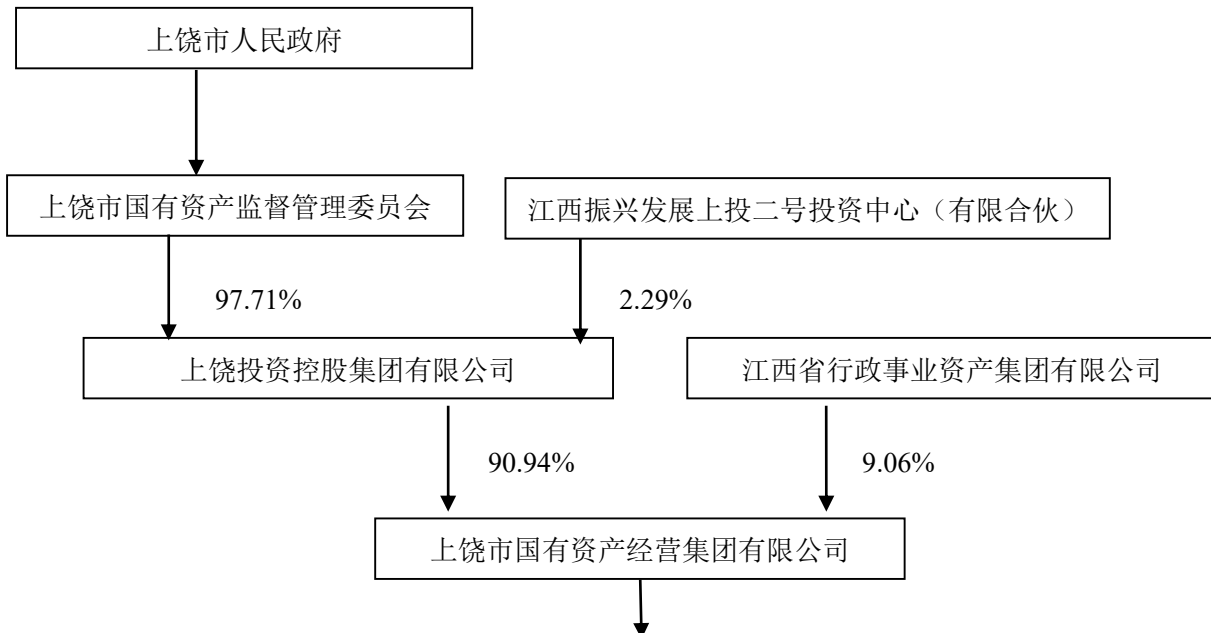 上饶市人民政府
上饶市国有资产监督管理委员会
江西振兴发展上投二号投资中心（有限合伙）
97.71%
2.29%
上饶投资控股集团有限公司
江西省行政事业资产集团有限公司
90.94%
9.06%
上饶市国有资产经营集团有限公司